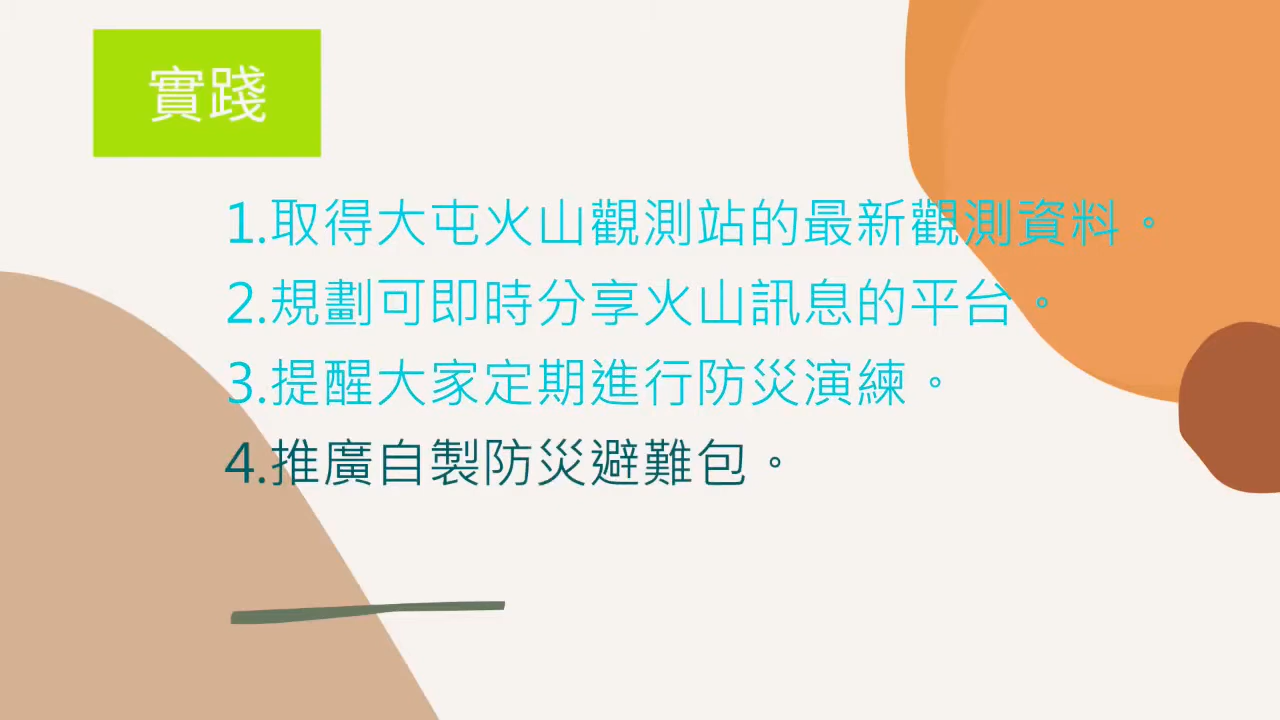 實踐
1.取得大屯火山觀測站的最新觀測資料。
2.規劃可即時分享火山訊息的平台。
3.提醒大家定期進行防災演練。
4.推廣自製防災避難包。